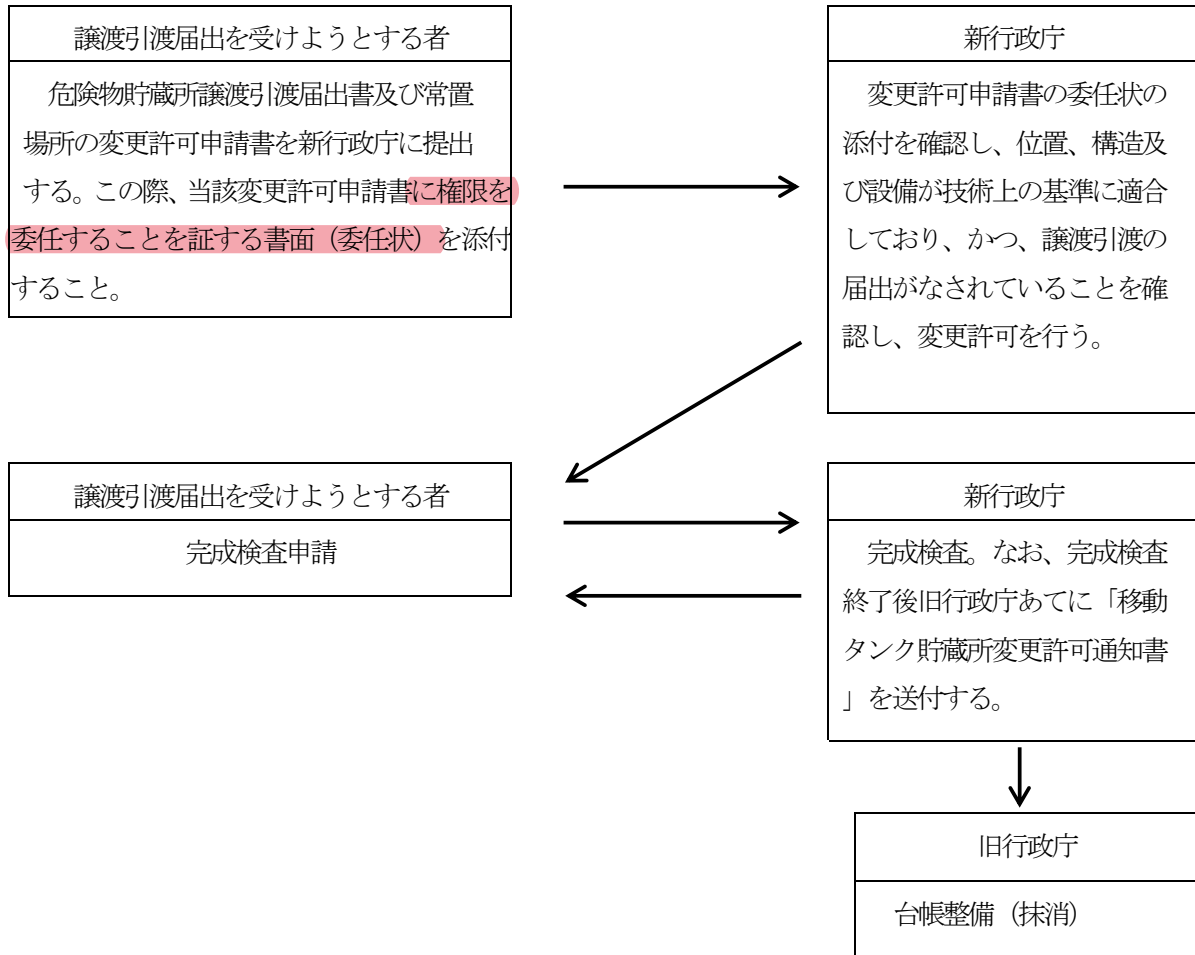 譲渡引渡届出を受けようとする者
危険物貯蔵所譲渡引渡届出書及び常置
場所の変更許可申請書を新行政庁に提出
する。この際、当該変更許可申請書に権限を
委任することを証する書面（委任状）を添付
すること。
新行政庁
変更許可申請書の委任状の
添付を確認し、位置、構造及
び設備が技術上の基準に適合
しており、かつ、譲渡引渡の
届出がなされていることを確
認し、変更許可を行う。
譲渡引渡届出を受けようとする者
完成検査申請
新行政庁
完成検査。なお、完成検査
終了後旧行政庁あてに「移動
タンク貯蔵所変更許可通知書
」を送付する。
旧行政庁
台帳整備（抹消）